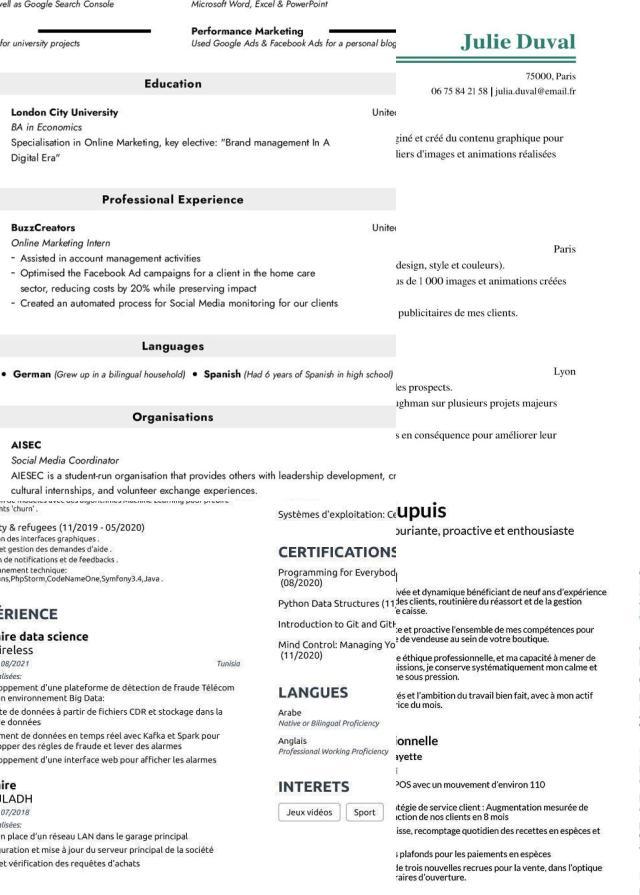 ell as Google Search Console
Microsoft Word, Excel & PowerPoint
Performance Marketing
for university projects
Used Google Ads & Facebook Ads for a personal blog
Education
London City University
BA in Economics
Specialisation in Online Marketing, key elective: "Brand management In A
Digital Era"
Professional Experience
BuzzCreators
Online Marketing Intern
- Assisted in account management activities
- Optimised the Facebook Ad campaigns for a client in the home care
sector, reducing costs by 20% while preserving impact
- Created an automated process for Social Media monitoring for our clients
Languages
• German (Grew up in a bilingual household) • Spanish (Had 6 years of Spanish in high school)
Organisations
AISEC
Social Media Coordinator
AIESEC is a student-run organisation that provides others with leadership development, cr
cultural internships, and volunteer exchange experiences.
Julie Duval
75000, Paris
06 75 84 21 58 | julia.duval@email.fr
giné et créé du contenu graphique pour
liers d'images et animations réalisées
Paris
design, style et couleurs).
us de 1 000 images et animations créées
publicitaires de mes clients.
Lyon
les prospects.
ughman sur plusieurs projets majeurs
s en conséquence pour améliorer leur
nts 'churn' .
ty & refugees (11/2019 - 05/2020)
on des interfaces graphiques .
et gestion des demandes d'aide .
n de notifications et de feedbacks .
nnement technique:
ans,PhpStorm,CodeNameOne,Symfony3.4,Java .
ÉRIENCE
ire data science
ireless
08/2021
Tunisia
alisées:
oppement d'une plateforme de détection de fraude Télécom
n environnement Big Data:
te de données à partir de fichiers CDR et stockage dans la
e données
ment de données en temps réel avec Kafka et Spark pour
opper des régles de fraude et lever des alarmes
oppement d'une interface web pour afficher les alarmes
ire
ULADH
07/2018
alisées:
n place d'un réseau LAN dans le garage principal
guration et mise à jour du serveur principal de la société
et vérification des requêtes d'achats
Systèmes d'exploitation: Ce
CERTIFICATIONS
Programming for Everybod
(08/2020)
Python Data Structures (11
Introduction to Git and GitH
Mind Control: Managing Yo
(11/2020)
LANGUES
Arabe
Native or Bilingual Proficiency
Anglais
Professional Working Proficiency
INTERETS
Jeux vidéos
Sport
upuis
ouriante, proactive et enthousiaste
ivée et dynamique bénéficiant de neuf ans d'expérience
des clients, routinière du réassort et de la gestion
e caisse.
te et proactive l'ensemble de mes compétences pour
e de vendeuse au sein de votre boutique.
e éthique professionnelle, et ma capacité à mener de
issions, je conserve systématiquement mon calme et
ne sous pression.
és et l'ambition du travail bien fait, avec à mon actif
rice du mois.
ionnelle
ayette
POS avec un mouvement d'environ 110
atégie de service client : Augmentation mesurée de
action de nos clients en 8 mois
isse, recomptage quotidien des recettes en espèces et
s plafonds pour les paiements en espèces
de trois nouvelles recrues pour la vente, dans l'optique
raires d'ouverture.